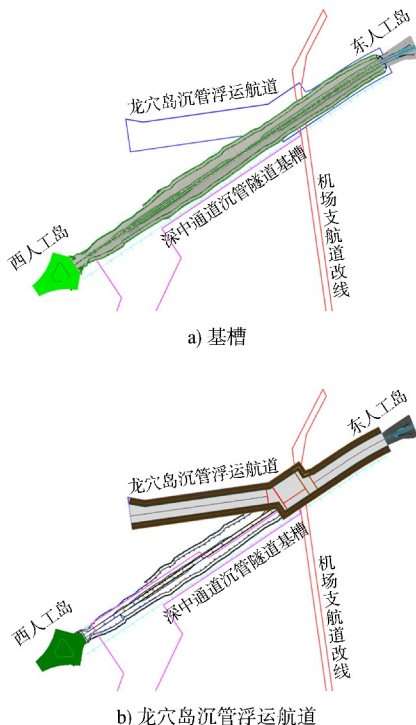 东人工岛
龙穴岛沉管浮运航道
深中通道沉管隧道基槽
机场支航道改线
西人工岛
a) 基槽
东人工岛
龙穴岛沉管浮运航道
深中通道沉管隧道基槽
机场支航道改线
西人工岛
b) 龙穴岛沉管浮运航道